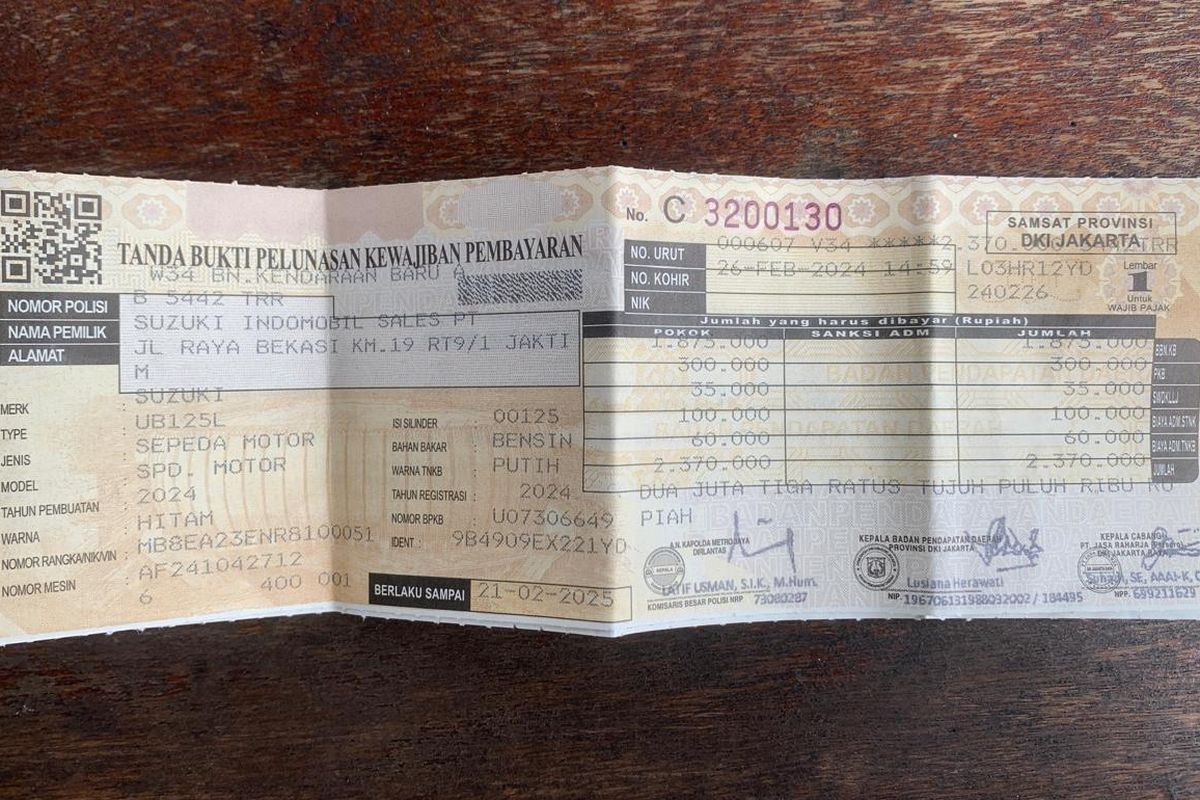 TANDA BUKTI PELUNASAN KEWAJIBAN PEMBAYARAN
W34 BN.KENDARAAN BARU A
NOMOR POLISI B 5442 TRR
NAMA PEMILIK SUZUKI INDOMOBIL SALES PT
ALAMAT JL RAYA BEKASI KM.19 RT9/1 JAKTI
M
MERK : SUZUKI
TYPE : UB125L
JENIS : SEPEDA MOTOR
MODEL : SPD. MOTOR
TAHUN PEMBUATAN : 2024
WARNA : HITAM
NOMOR RANGKA/NIK/VIN : MB8EA23ENR8100051
NOMOR MESIN : AF241042712
6 400 001
ISI SILINDER : 00125
BAHAN BAKAR : BENSIN
WARNA TNKB : PUTIH
TAHUN REGISTRASI : 2024
NOMOR BPKB : U07306649
IDENT : 9B4909EX221YD
BERLAKU SAMPAI 21-02-2025
No. C 3200130
SAMSAT PROVINSI
DKI JAKARTA
NO. URUT 000607 V34 *****2.370 TRR
NO. KOHIR 26-FEB-2024 14:59 L03HR12YD
NIK 240226
Lembar
1
Untuk
WAJIB PAJAK
Jumlah yang harus dibayar (Rupiah)
POKOK SANKSI ADM JUMLAH
1.875.000 1.875.000 BBN.KB
300.000 300.000 PKB
35.000 35.000 SWDKLLJ
100.000 100.000 BIAYA ADM.STNK
60.000 60.000 BIAYA ADM.TNKB
2.370.000 2.370.000 JUMLAH
DUA JUTA TIGA RATUS TUJUH PULUH RIBU RU
PIAH
A.N. KAPOLDA METRO JAYA
DIRLANTAS
LATIF USMAN, S.I.K, M.Hum.
KOMISARIS BESAR POLISI NRP 73080287
KEPALA BADAN PENDAPATAN DAERAH
PROVINSI DKI JAKARTA
Lusiana Herawati
NIP. 196706131988032002 / 184495
KEPALA CABANG
PT. JASA RAHARJA (Persero)
DKI JAKARTA
SE, AAAI-K,
NPP. 699211629